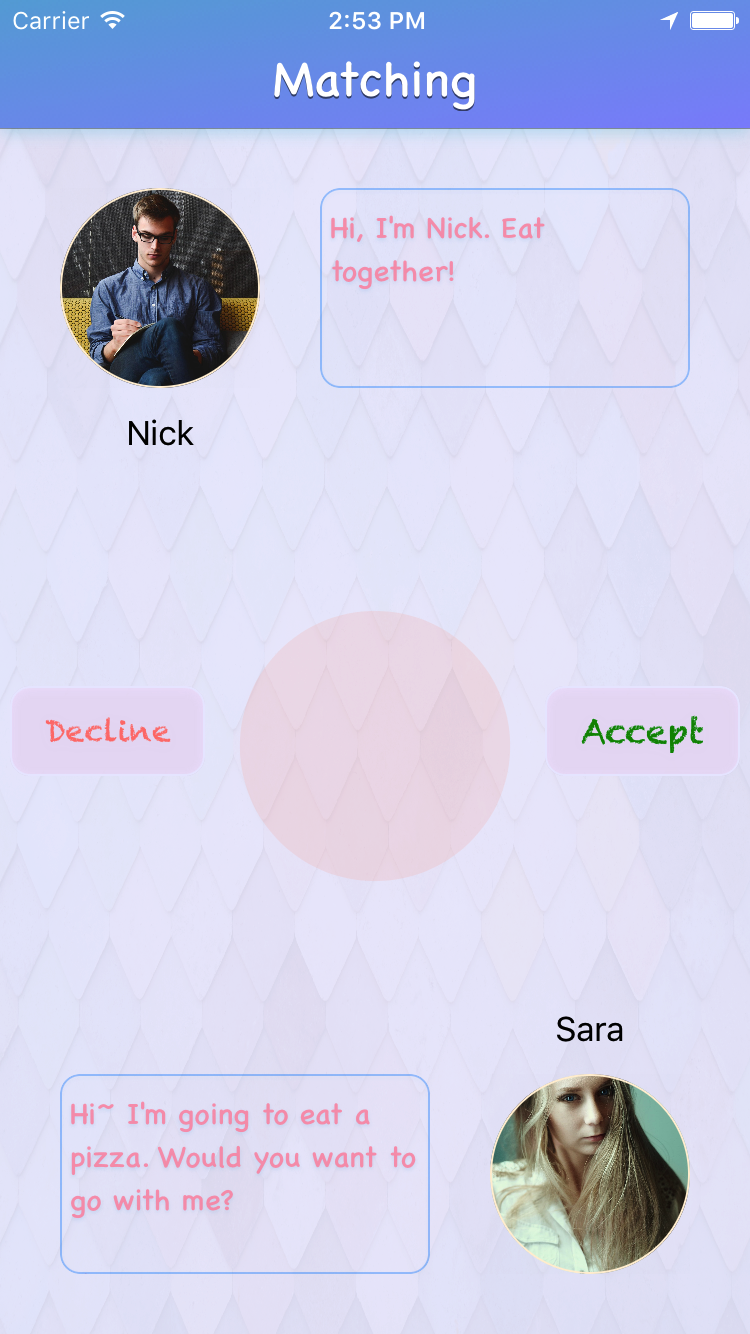 Carrier 2:53 PM
Matching
Hi, I'm Nick. Eat
together!
Nick
Decline
Accept
Sara
Hi~ I'm going to eat a
pizza. Would you want to
go with me?